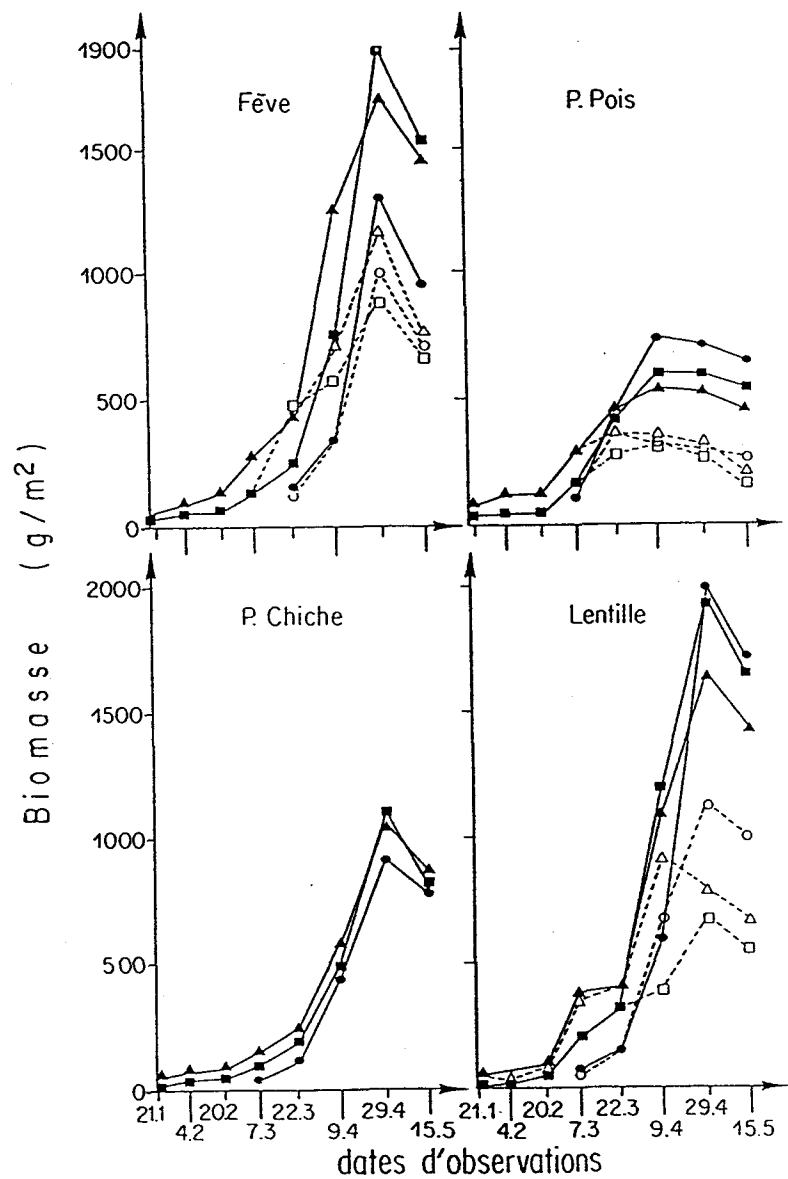 1900
1500
1000
500
0
Fēve
P. Pois
Biomasse (g/m²)
2000
1500
1000
500
0
P. Chiche
Lentille
21.1 20.2 22.3 29.4
4.2 7.3 9.4 15.5
21.1 20.2 22.3 29.4
4.2 7.3 9.4 15.5
dates d'observations